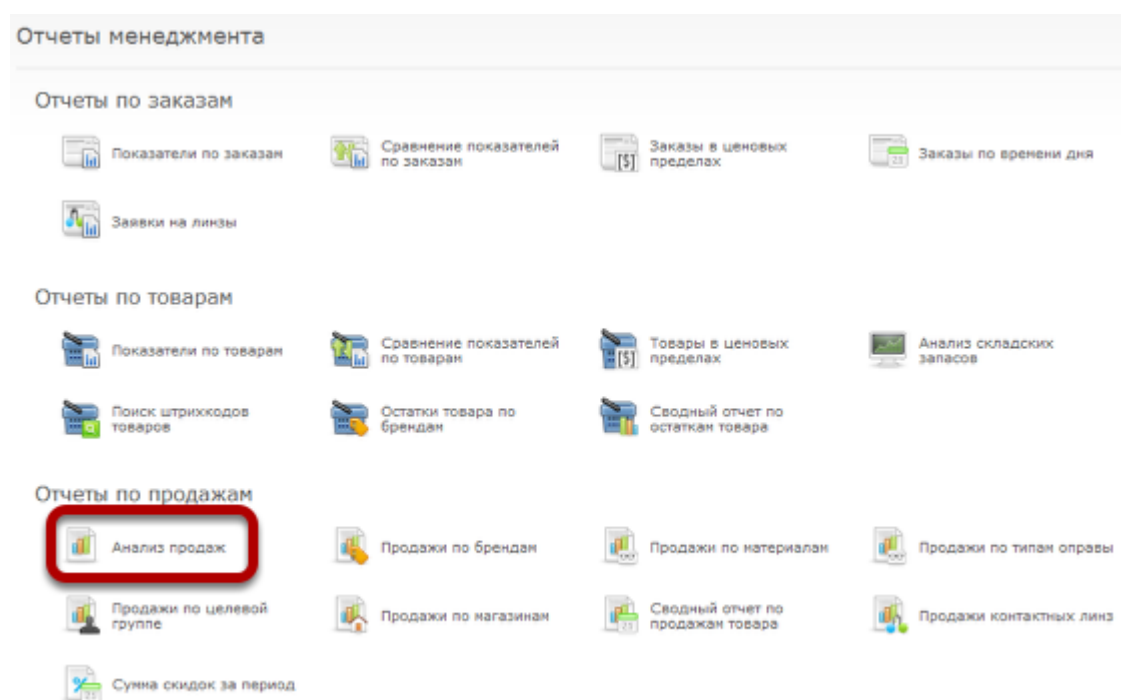 Отчеты менеджмента
Отчеты по заказам
Показатели по заказам
Сравнение показателей
по заказам
Заказы в ценовых
пределах
Заказы по времени дня
Заявки на линзы
Отчеты по товарам
Показатели по товарам
Сравнение показателей
по товарам
Товары в ценовых
пределах
Анализ складских
запасов
Поиск штрихкодов
товаров
Остатки товара по
брендам
Сводный отчет по
остаткам товара
Отчеты по продажам
Анализ продаж
Продажи по брендам
Продажи по материалам
Продажи по типам оправы
Продажи по целевой
группе
Продажи по магазинам
Сводный отчет по
продажам товара
Продажи контактных линз
Сумма скидок за период